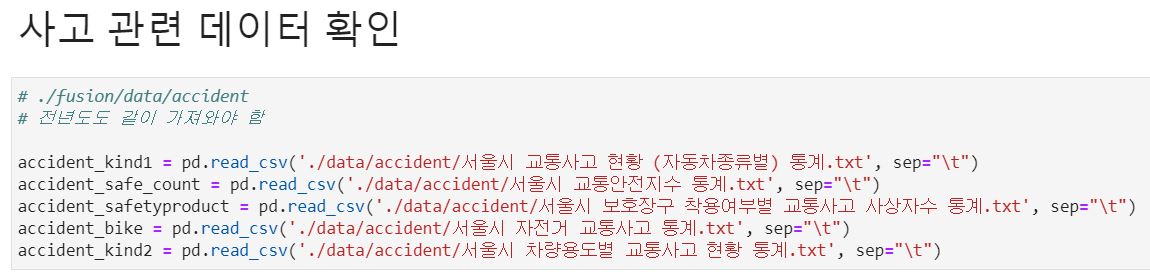 사고 관련 데이터 확인
# ./fusion/data/accident
# 전년도도 같이 가져와야 함
accident_kind1 = pd.read_csv('./data/accident/서울시 교통사고 현황 (자동차종류별) 통계.txt', sep="\t")
accident_safe_count = pd.read_csv('./data/accident/서울시 교통안전지수 통계.txt', sep="\t")
accident_safetyproduct = pd.read_csv('./data/accident/서울시 보호장구 착용여부별 교통사고 사상자수 통계.txt', sep="\t")
accident_bike = pd.read_csv('./data/accident/서울시 자전거 교통사고 통계.txt', sep="\t")
accident_kind2 = pd.read_csv('./data/accident/서울시 차량용도별 교통사고 현황 통계.txt', sep="\t")